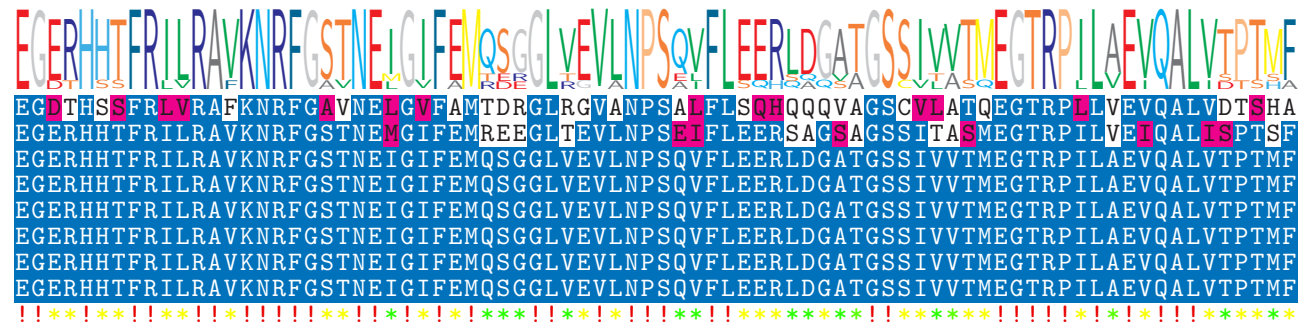 EGERHHTFRILRAVKNRFGSTNEIGIFEMQSGGLVEVLNPSQVFLEERLDGATGSSIVVTMEGTRPILAEVQALVTPTMF
EGDTHSSFRLVRAFKNRFGAVNELGVFAMTDRGLRGVANPSALFLSQHQQQVAGSCVLATQEGTRPLLVEVQALVDTSHA
EGERHHTFRILRAVKNRFGSTNEMGIFEMREEGLTEVLNPSEIFLEERSAGSAGSSITASMEGTRPILVEIQALISPTSF
EGERHHTFRILRAVKNRFGSTNEIGIFEMQSGGLVEVLNPSQVFLEERLDGATGSSIVVTMEGTRPILAEVQALVTPTMF
EGERHHTFRILRAVKNRFGSTNEIGIFEMQSGGLVEVLNPSQVFLEERLDGATGSSIVVTMEGTRPILAEVQALVTPTMF
EGERHHTFRILRAVKNRFGSTNEIGIFEMQSGGLVEVLNPSQVFLEERLDGATGSSIVVTMEGTRPILAEVQALVTPTMF
EGERHHTFRILRAVKNRFGSTNEIGIFEMQSGGLVEVLNPSQVFLEERLDGATGSSIVVTMEGTRPILAEVQALVTPTMF
EGERHHTFRILRAVKNRFGSTNEIGIFEMQSGGLVEVLNPSQVFLEERLDGATGSSIVVTMEGTRPILAEVQALVTPTMF
EGERHHTFRILRAVKNRFGSTNEIGIFEMQSGGLVEVLNPSQVFLEERLDGATGSSIVVTMEGTRPILAEVQALVTPTMF
!!**!**!!**!!*!!!!!**!!*!*!*!***!!**!*!!!**!!********!!******!!!!!*!*!*!!!******